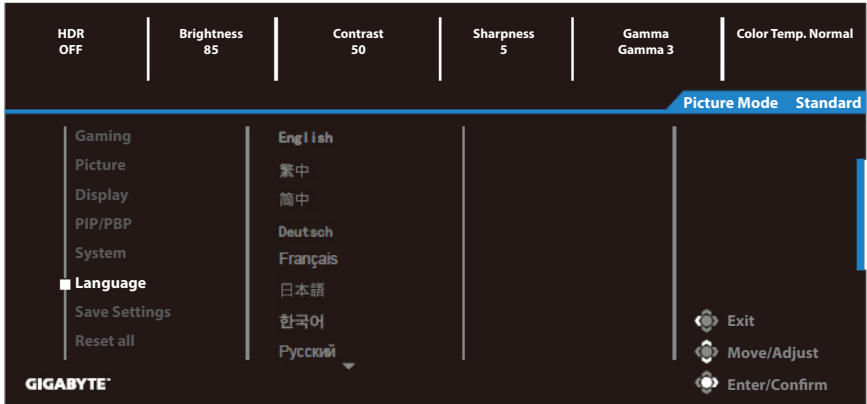 HDR Brightness Contrast Sharpness Gamma Color Temp. Normal
OFF 85 50 5 Gamma 3
Picture Mode Standard
Gaming English
Picture 繁中
Display 简中
PIP/PBP Deutsch
System Français
Language 日本語
Save Settings 한국어
Reset all Русский
Exit
Move/Adjust
Enter/Confirm
GIGABYTE™